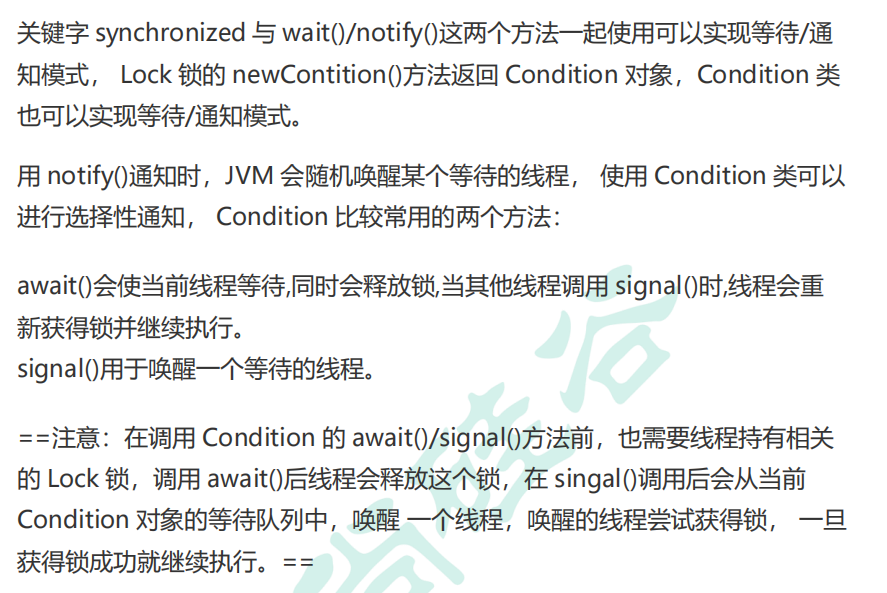 关键字 synchronized 与 wait()/notify()这两个方法一起使用可以实现等待/通
知模式， Lock 锁的 newContition()方法返回 Condition 对象，Condition 类
也可以实现等待/通知模式。
用 notify()通知时，JVM 会随机唤醒某个等待的线程， 使用 Condition 类可以
进行选择性通知， Condition 比较常用的两个方法：
await()会使当前线程等待,同时会释放锁,当其他线程调用 signal()时,线程会重
新获得锁并继续执行。
signal()用于唤醒一个等待的线程。
==注意：在调用 Condition 的 await()/signal()方法前，也需要线程持有相关
的 Lock 锁，调用 await()后线程会释放这个锁，在 singal()调用后会从当前
Condition 对象的等待队列中，唤醒 一个线程，唤醒的线程尝试获得锁， 一旦
获得锁成功就继续执行。==
尚硅谷